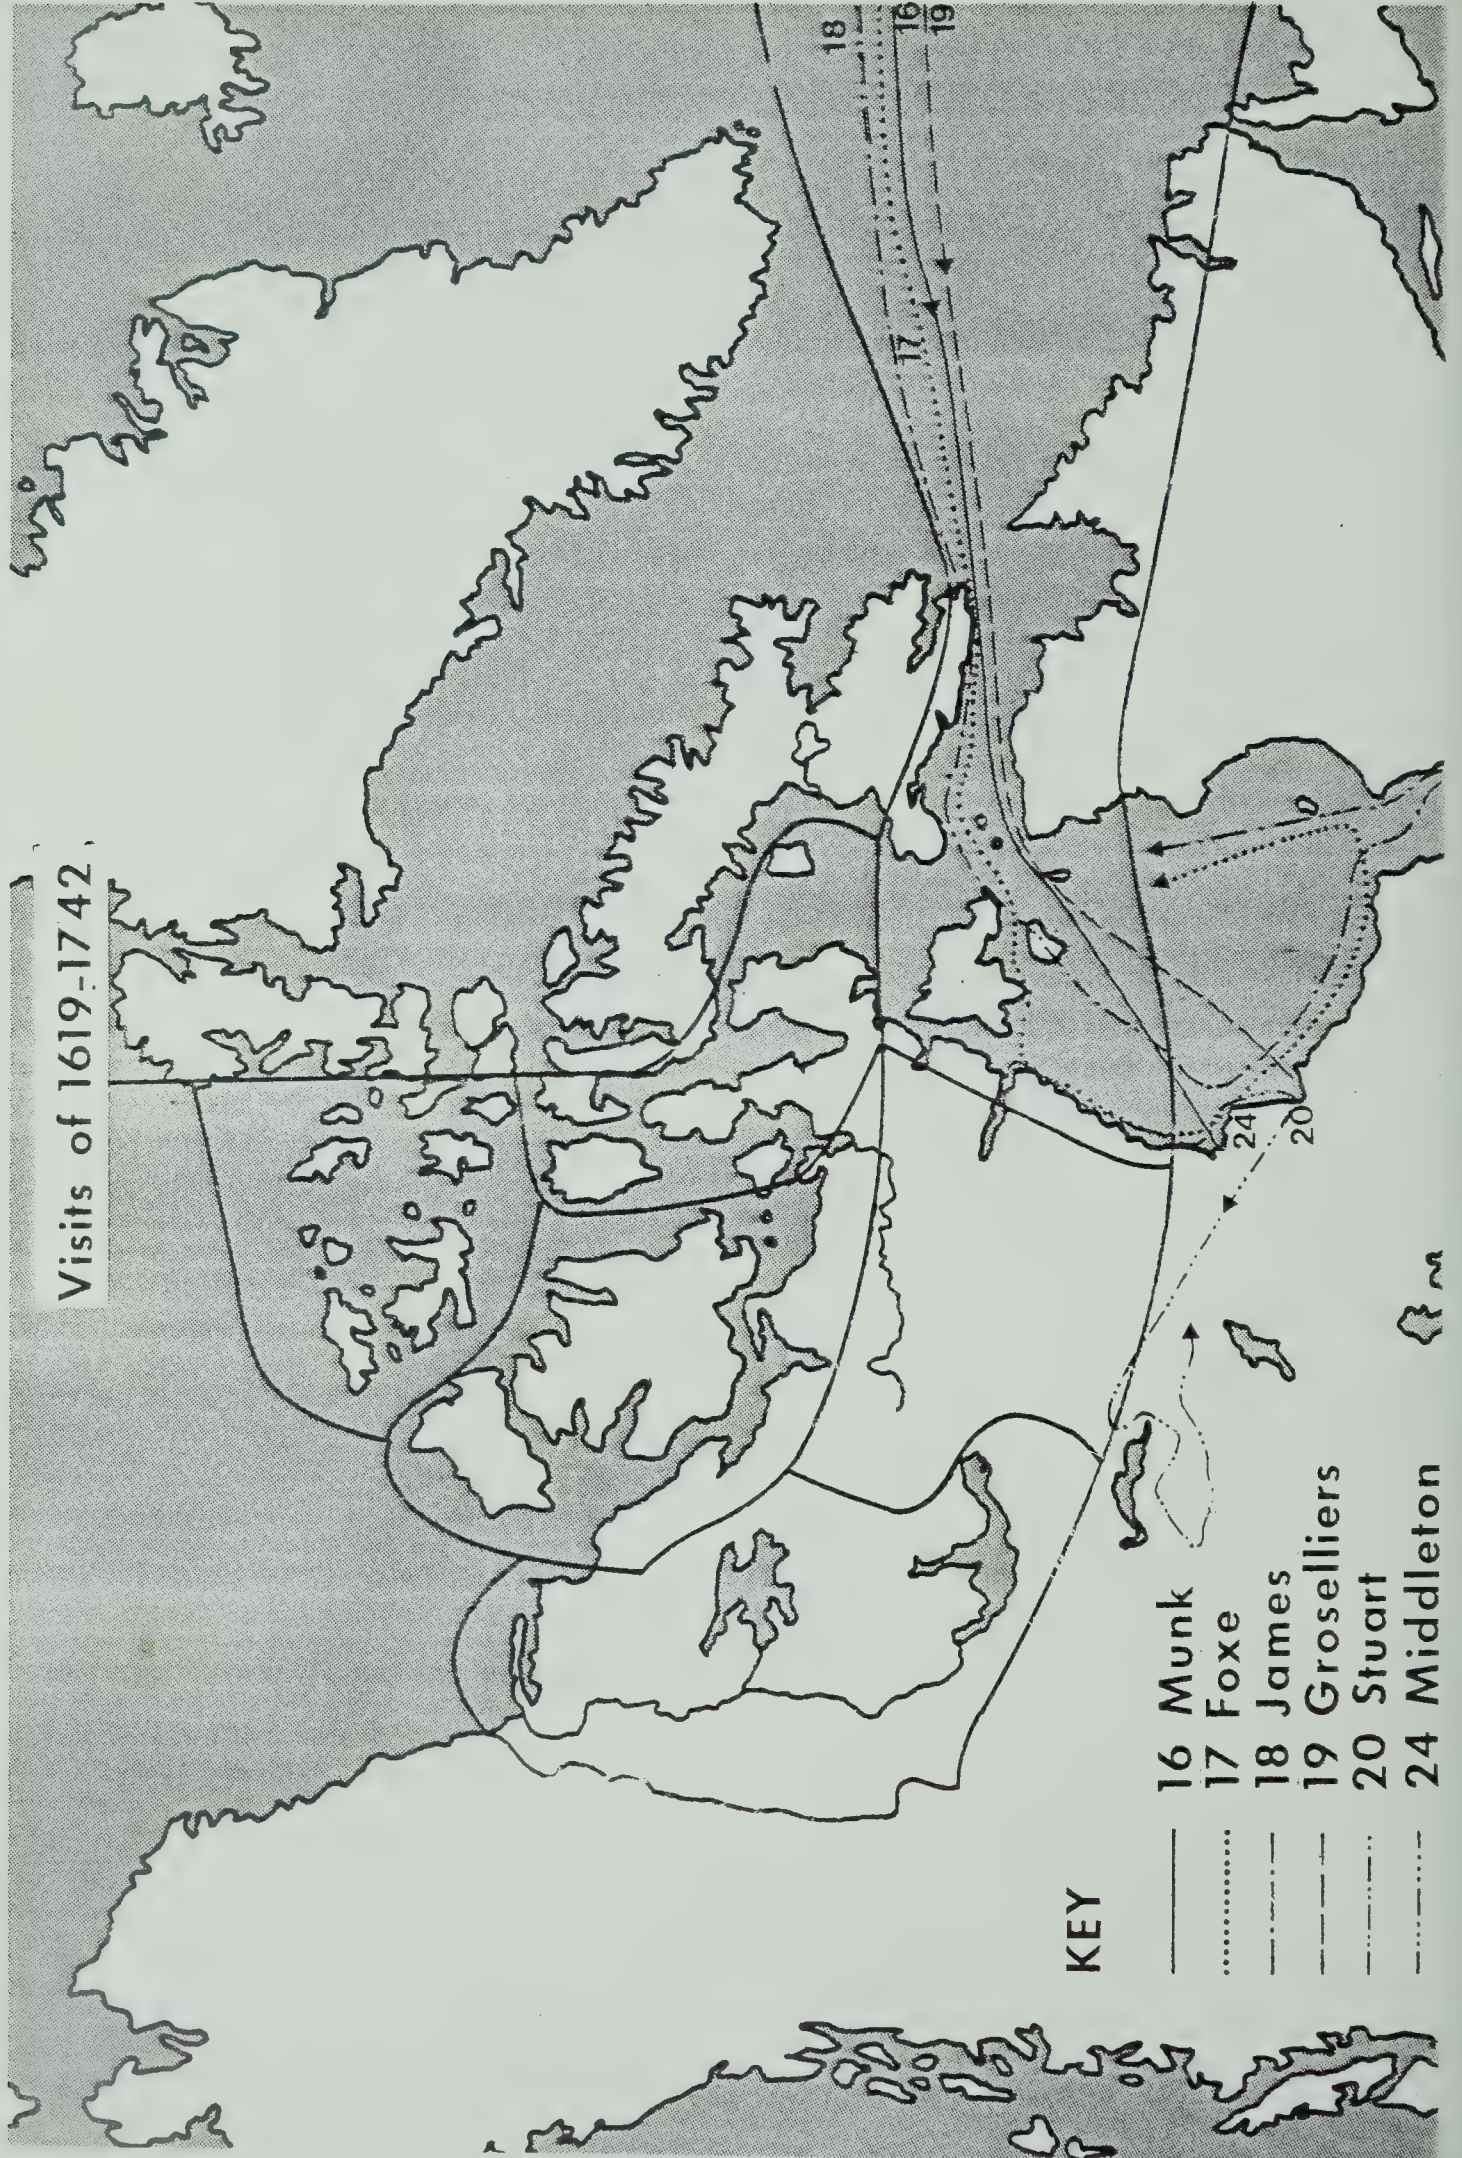 Visits of 1619-1742
18
16
19
17
24
20
KEY
16 Munk
17 Foxe
18 James
19 Groselliers
20 Stuart
24 Middleton